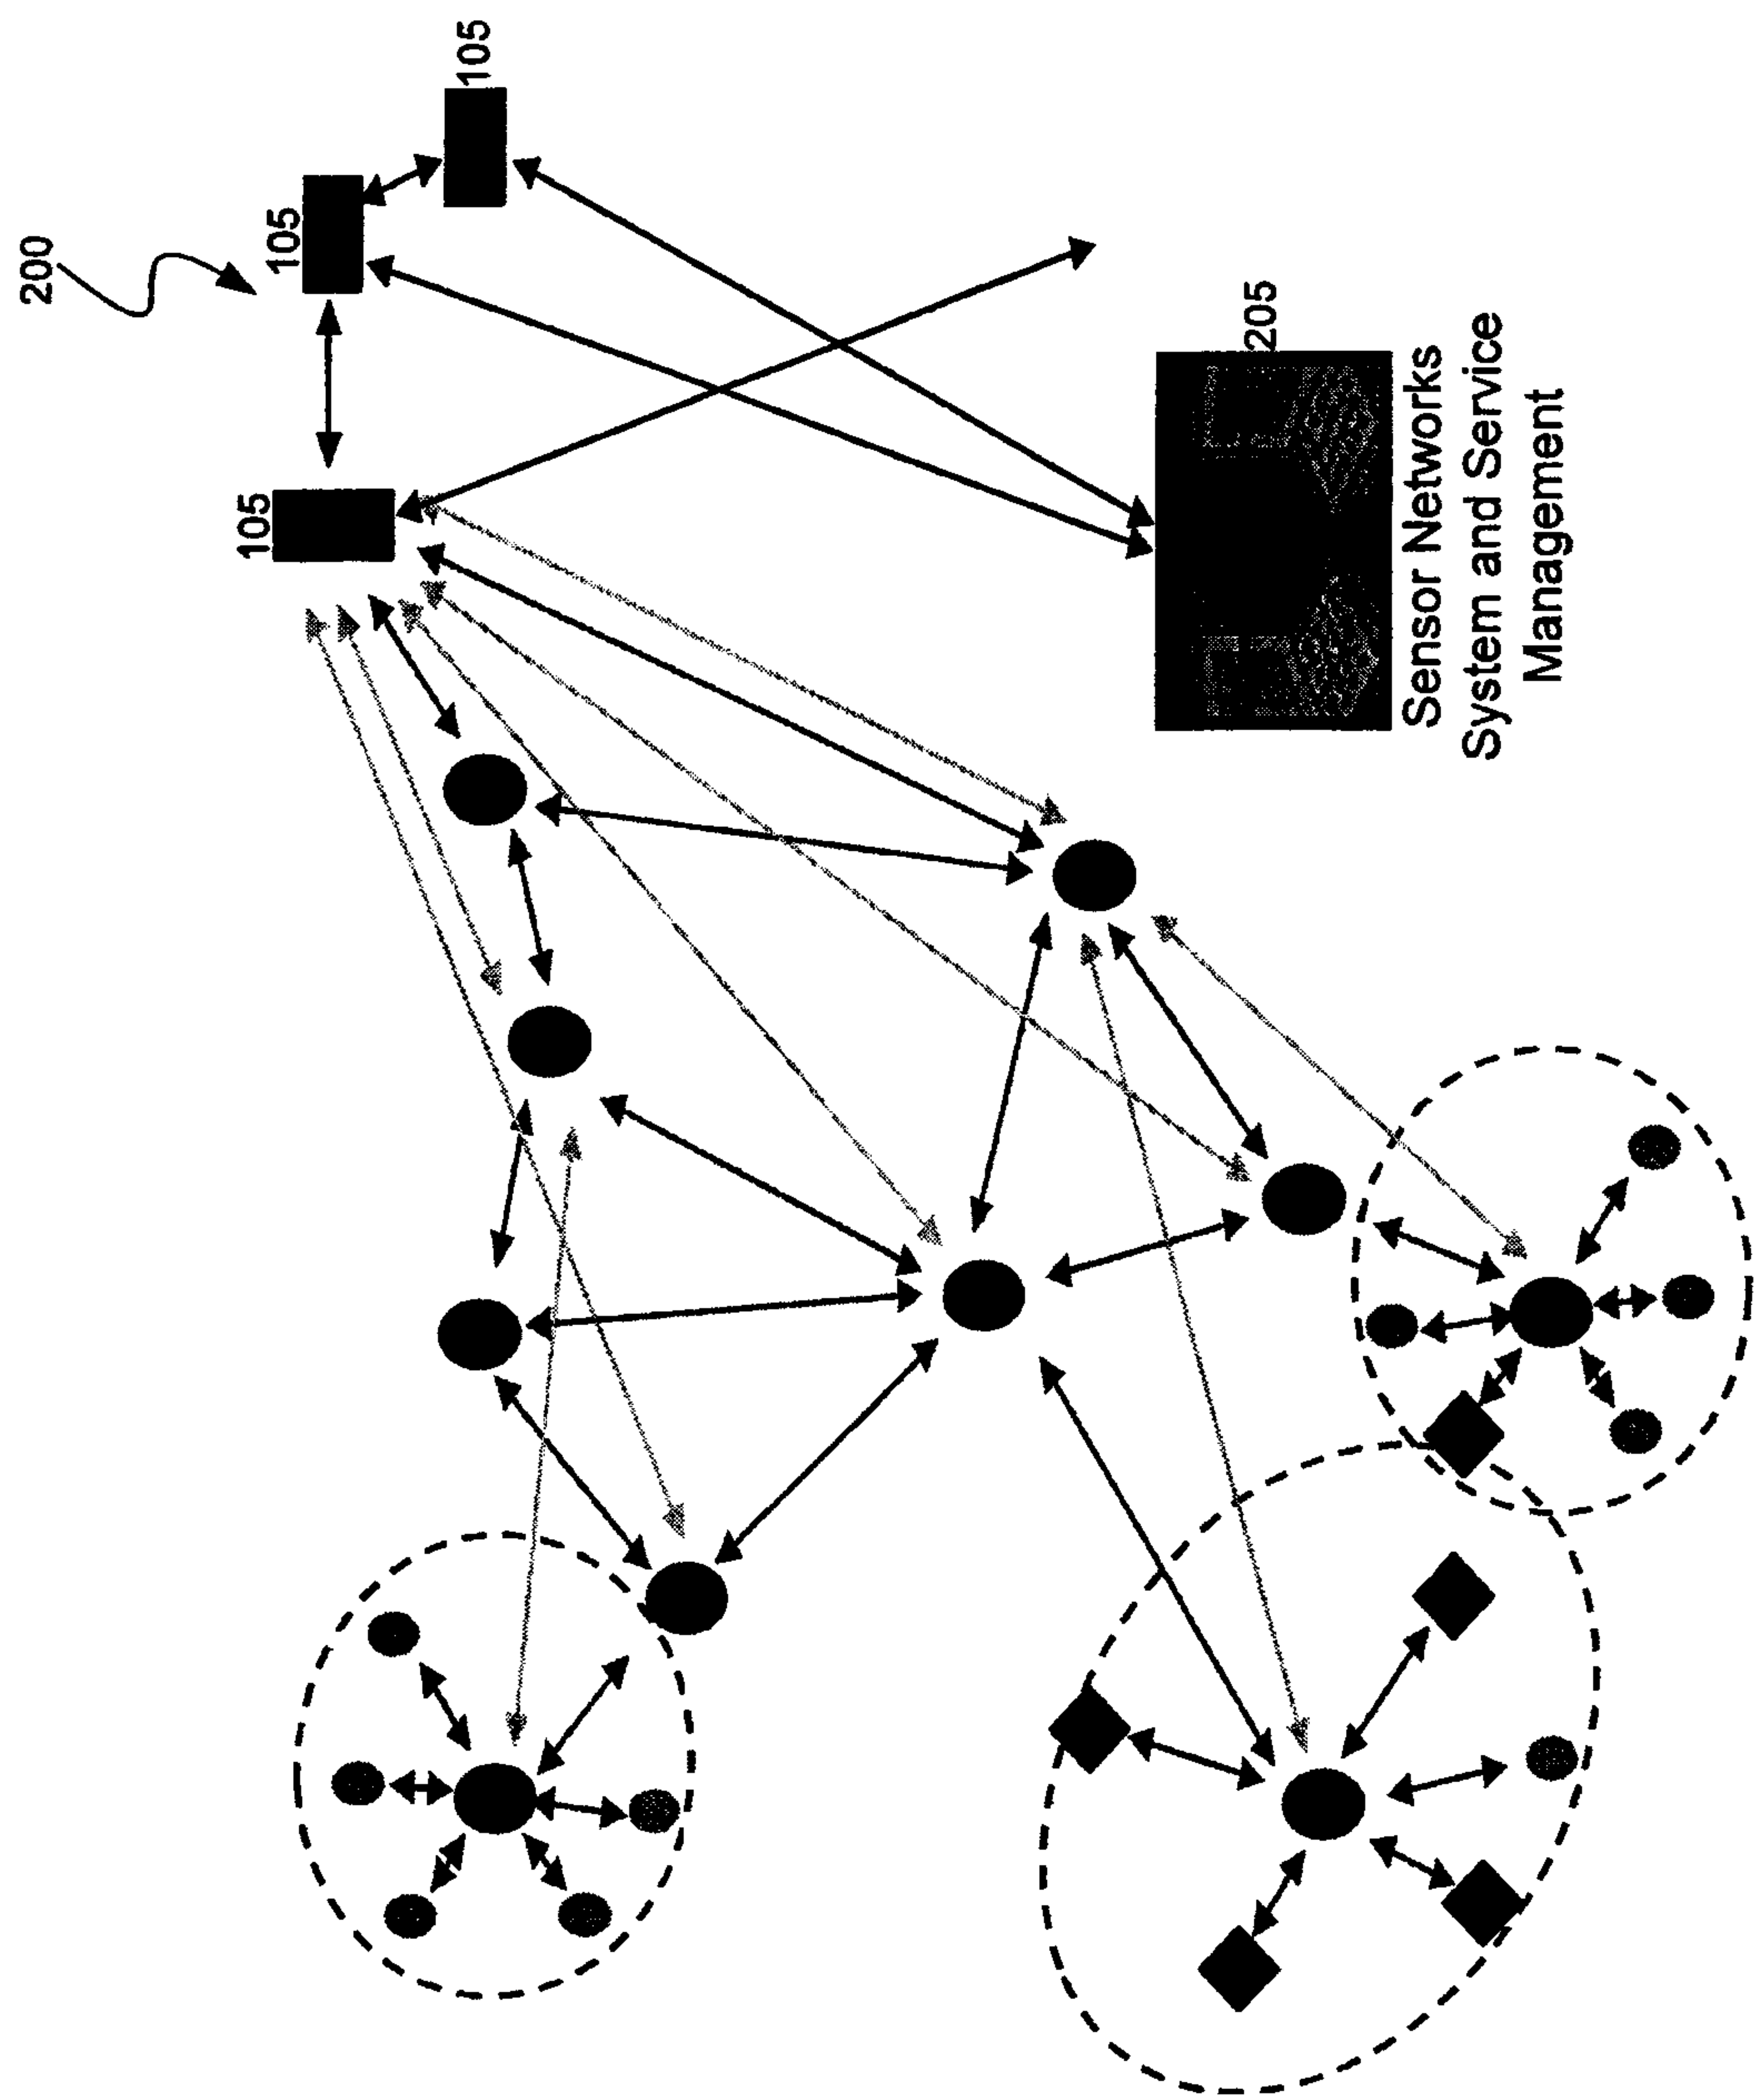 200
105
105
105
205
Sensor Networks
System and Service
Management